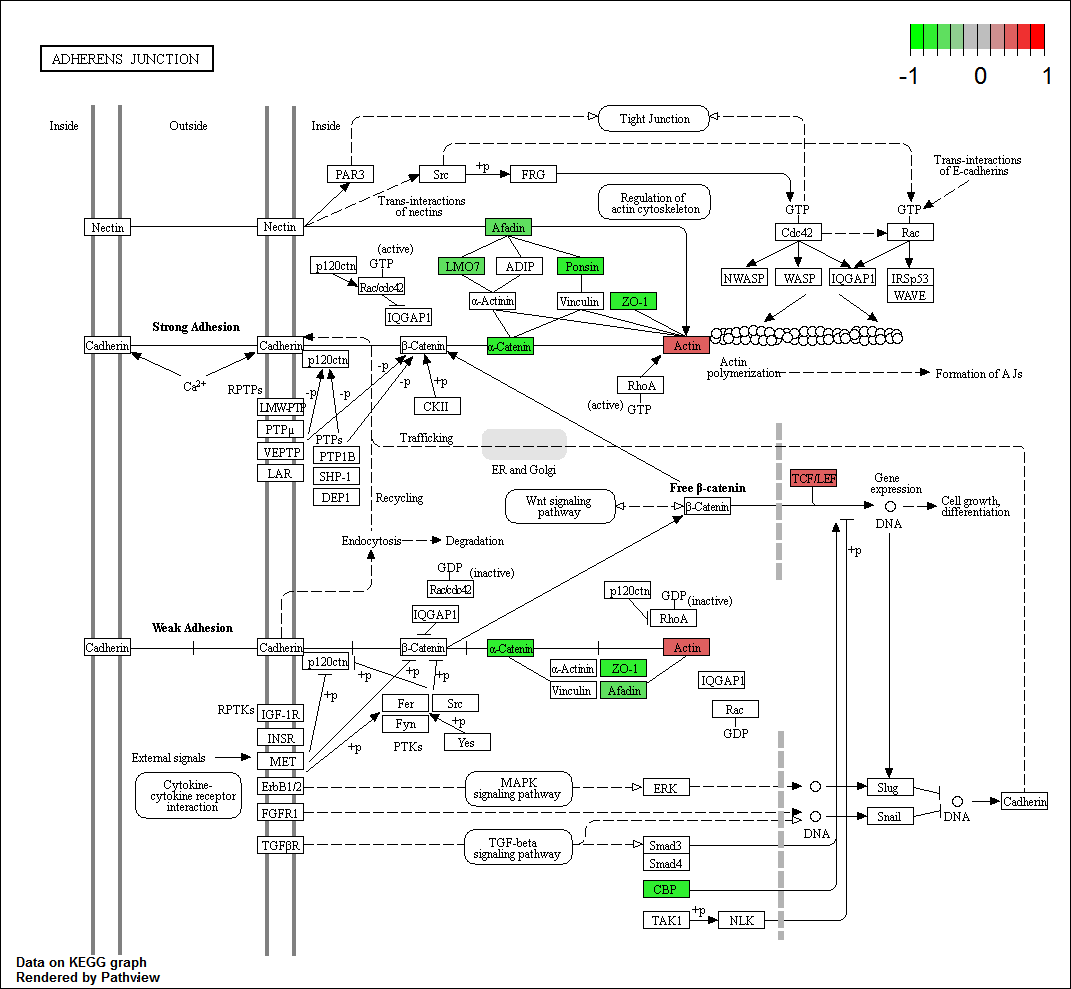 ADHERENS JUNCTION
-1 0 1
Inside
Outside
Inside
Tight Junction
PAR3
Src
+p
FRG
Trans-interactions
of E-cadherins
Trans-interactions
of nectins
Regulation of
actin cytoskeleton
GTP
GTP
Nectin
Nectin
Afadin
Cdc42
Rac
(active)
p120ctn
GTP
LMO7
ADIP
Ponsin
NWASP
WASP
IQGAP1
IRSp53
WAVE
Rac/cdc42
α-Actinin
Vinculin
ZO-1
IQGAP1
Strong Adhesion
Cadherin
Cadherin
β-Catenin
α-Catenin
Actin
p120ctn
Actin
polymerization
Formation of AJs
Ca2+
RPTPs
-p
-p
-p
-p
+p
RhoA
(active)
GTP
LMW-PTP
CKII
PTPμ
PTPs
Trafficking
VEPTP
PTP1B
LAR
SHP-1
DEP1
ER and Golgi
Recycling
TCF/LEF
Gene
expression
Free β-catenin
Wnt signaling
pathway
β-Catenin
DNA
Cell growth,
differentiation
Endocytosis
Degradation
+p
GDP
(inactive)
Rac/cdc42
p120ctn
GDP
(inactive)
IQGAP1
RhoA
Weak Adhesion
Cadherin
Cadherin
β-Catenin
α-Catenin
Actin
p120ctn
+p
+p
+p
+p
α-Actinin
ZO-1
Vinculin
Afadin
IQGAP1
RPTKs
IGF-1R
Fer
Src
Rac
GDP
INSR
Fyn
+p
+p
Yes
PTKs
External signals
MET
Cytokine-
cytokine receptor
interaction
ErbB1/2
MAPK
signaling pathway
ERK
Slug
Cadherin
FGFR1
DNA
Snail
DNA
TGFβR
TGF-beta
signaling pathway
Smad3
Smad4
CBP
TAK1
+p
NLK
Data on KEGG graph
Rendered by Pathview